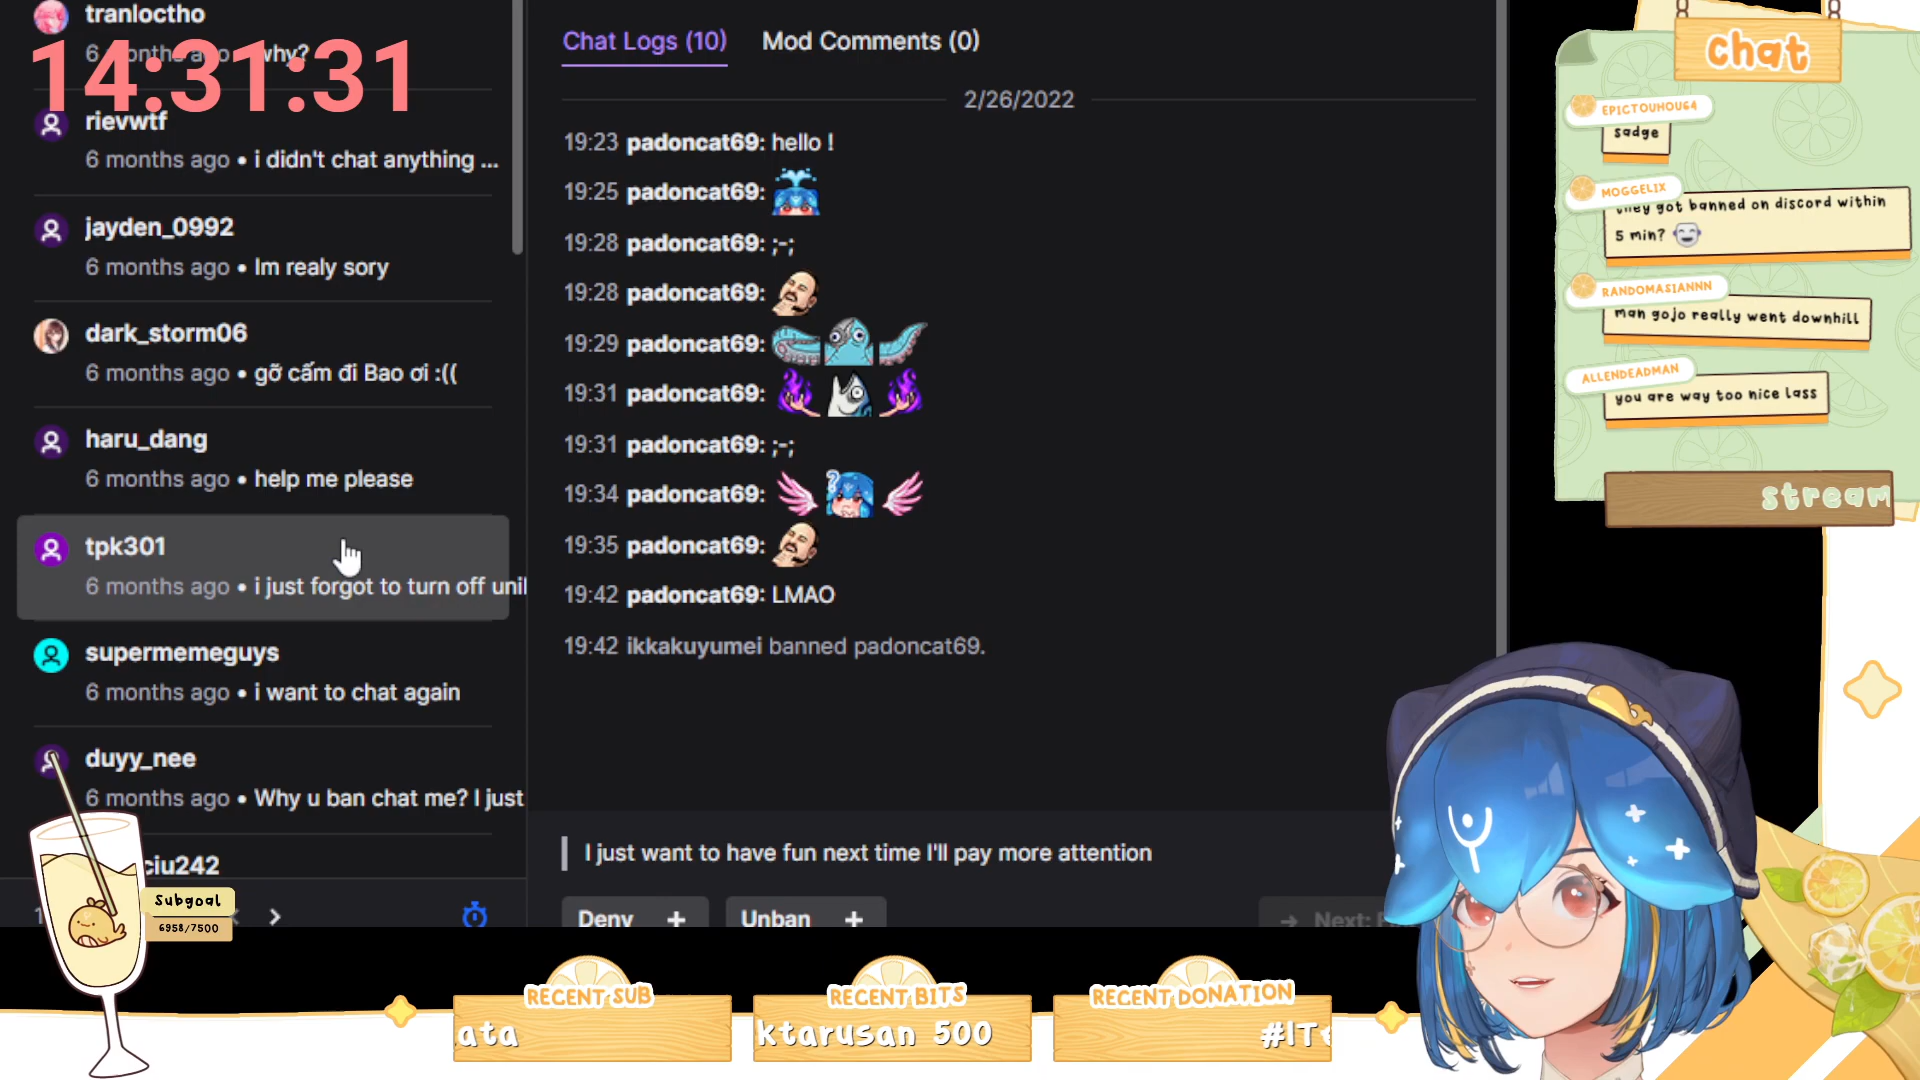 tranloctho
6 months ago • why?
14:31:31
rievwtf
6 months ago • i didn't chat anything ...
jayden_0992
6 months ago • Im realy sory
dark_storm06
6 months ago • gỡ cấm đi Bao ơi :((
haru_dang
6 months ago • help me please
tpk301
6 months ago • i just forgot to turn off
supermemeguys
6 months ago • i want to chat again
duyy_nee
6 months ago • Why u ban chat me? I just
ciu242
Subgoal
6958/7500
Chat Logs (10)
Mod Comments (0)
2/26/2022
19:23 padoncat69: hello !
19:25 padoncat69:
19:28 padoncat69: ;-;
19:28 padoncat69:
19:29 padoncat69:
19:31 padoncat69:
19:31 padoncat69: ;-;
19:34 padoncat69:
19:35 padoncat69:
19:42 padoncat69: LMAO
19:42 ikkakuyumei banned padoncat69.
I just want to have fun next time I'll pay more attention
Deny +
Unban +
→ Next:
chat
EPICTOUHOU64
sadge
MOGGELIX
they got banned on discord within
5 min?
RANDOMASIANNN
man gojo really went downhill
ALLENDEADMAN
you are way too nice lass
stream
RECENT SUB
ata
RECENT BITS
ktarusan 500
RECENT DONATION
#IT